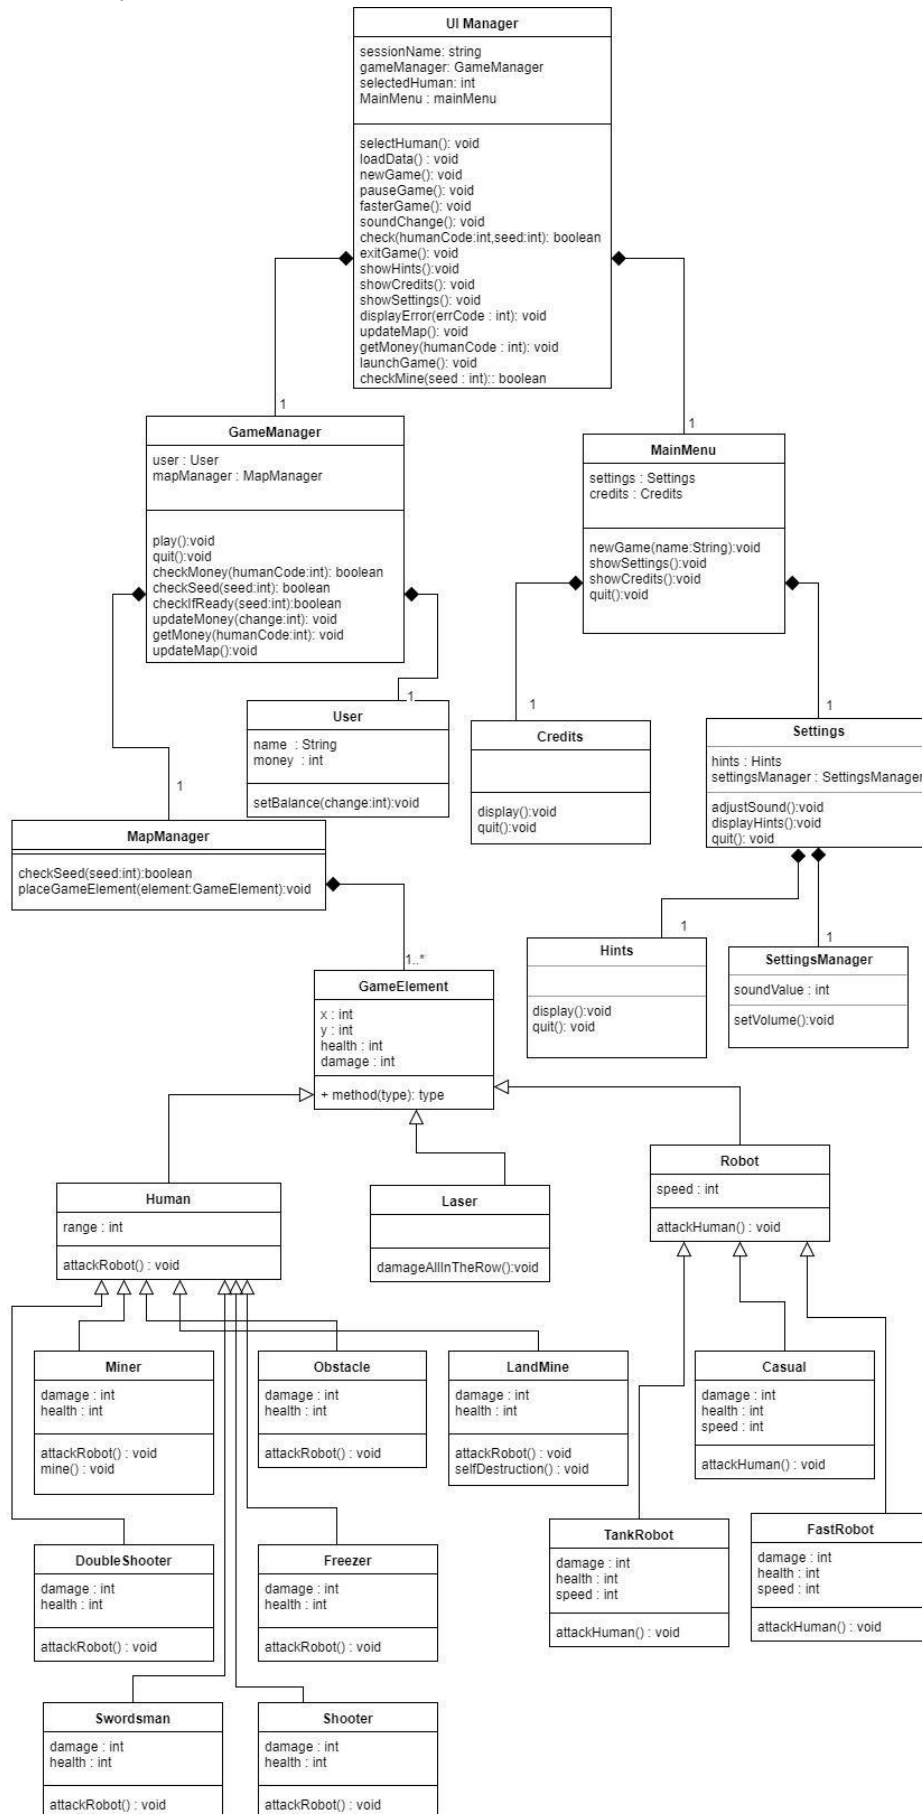 UI Manager
sessionName: string
gameManager: GameManager
selectedHuman: int
MainMenu : mainMenu
selectHuman(): void
loadData() : void
newGame(): void
pauseGame(): void
fasterGame(): void
soundChange(): void
check(humanCode:int,seed:int): boolean
exitGame(): void
showHints():void
showCredits(): void
showSettings(): void
displayError(errCode : int): void
updateMap(): void
getMoney(humanCode : int): void
launchGame(): void
checkMine(seed : int):: boolean
1
1
GameManager
user : User
mapManager : MapManager
play():void
quit():void
checkMoney(humanCode:int): boolean
checkSeed(seed:int): boolean
checkIfReady(seed:int):boolean
updateMoney(change:int): void
getMoney(humanCode:int): void
updateMap():void
MainMenu
settings : Settings
credits : Credits
newGame(name:String):void
showSettings():void
showCredits():void
quit():void
1
1
1
1
User
name : String
money : int
setBalance(change:int):void
Credits
display():void
quit():void
Settings
hints : Hints
settingsManager : SettingsManager
adjustSound():void
displayHints():void
quit(): void
MapManager
checkSeed(seed:int):boolean
placeGameElement(element:GameElement):void
1
1
1..*
Hints
display():void
quit(): void
SettingsManager
soundValue : int
setVolume():void
GameElement
x : int
y : int
health : int
damage : int
+ method(type): type
Human
range : int
attackRobot() : void
Laser
damageAllInTheRow():void
Robot
speed : int
attackHuman() : void
Miner
damage : int
health : int
attackRobot() : void
mine() : void
Obstacle
damage : int
health : int
attackRobot() : void
LandMine
damage : int
health : int
attackRobot() : void
selfDestruction() : void
Casual
damage : int
health : int
speed : int
attackHuman() : void
DoubleShooter
damage : int
health : int
attackRobot() : void
Freezer
damage : int
health : int
attackRobot() : void
TankRobot
damage : int
health : int
speed : int
attackHuman() : void
FastRobot
damage : int
health : int
speed : int
attackHuman() : void
Swordsman
damage : int
health : int
attackRobot() : void
Shooter
damage : int
health : int
attackRobot() : void